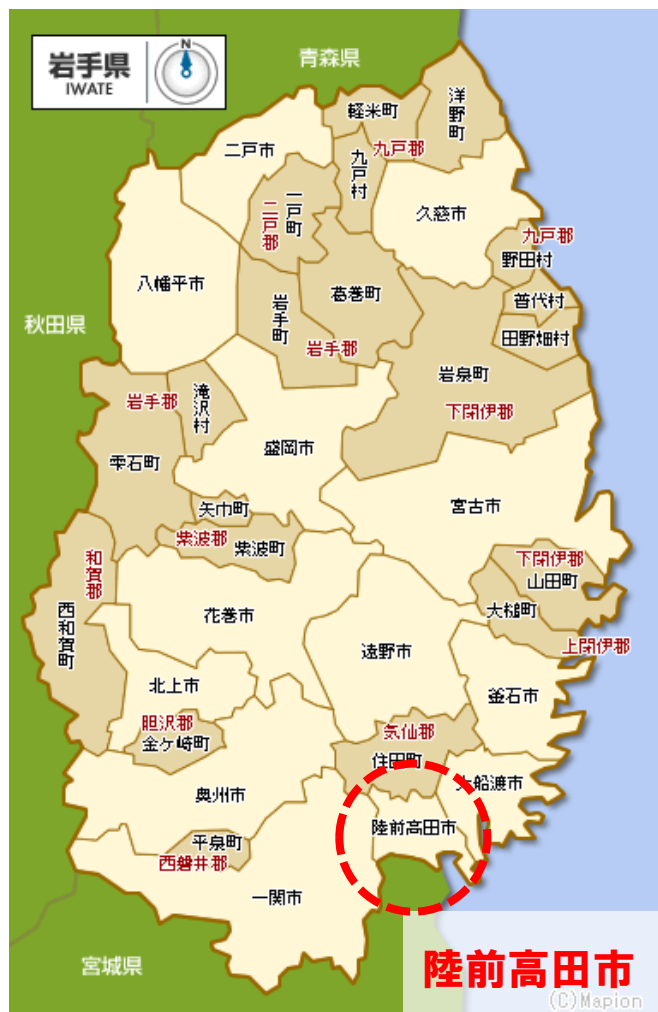 岩手県
IWATE
N
青森県
洋野町
軽米町
九戸郡
二戸市
九戸村
一戸町
二戸郡
久慈市
九戸郡
野田村
八幡平市
葛巻町
普代村
岩手町
秋田県
田野畑村
岩手郡
岩泉町
岩手郡
滝沢村
下閉伊郡
盛岡市
雫石町
宮古市
矢巾町
紫波郡
紫波町
和賀郡
下閉伊郡
山田町
西和賀町
花巻市
大槌町
上閉伊郡
遠野市
北上市
釜石市
胆沢郡
金ケ崎町
気仙郡
住田町
大船渡市
奥州市
陸前高田市
平泉町
西磐井郡
一関市
宮城県
陸前高田市
(C)Mapion